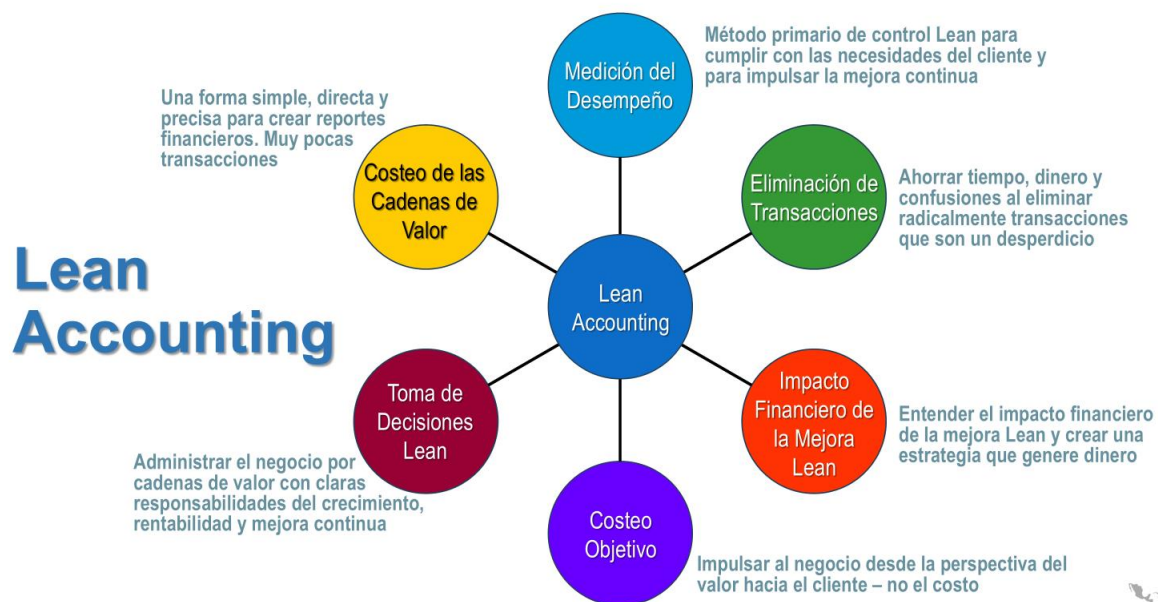 Lean
Accounting
Medición del
Desempeño
Método primario de control Lean para
cumplir con las necesidades del cliente y
para impulsar la mejora continua
Una forma simple, directa y
precisa para crear reportes
financieros. Muy pocas
transacciones
Costeo de las
Cadenas de
Valor
Eliminación de
Transacciones
Ahorrar tiempo, dinero y
confusiones al eliminar
radicalmente transacciones
que son un desperdicio
Lean
Accounting
Toma de
Decisiones
Lean
Administrar el negocio por
cadenas de valor con claras
responsabilidades del crecimiento,
rentabilidad y mejora continua
Impacto
Financiero de
la Mejora
Lean
Entender el impacto financiero
de la mejora Lean y crear una
estrategia que genere dinero
Costeo
Objetivo
Impulsar al negocio desde la perspectiva del
valor hacia el cliente – no el costo